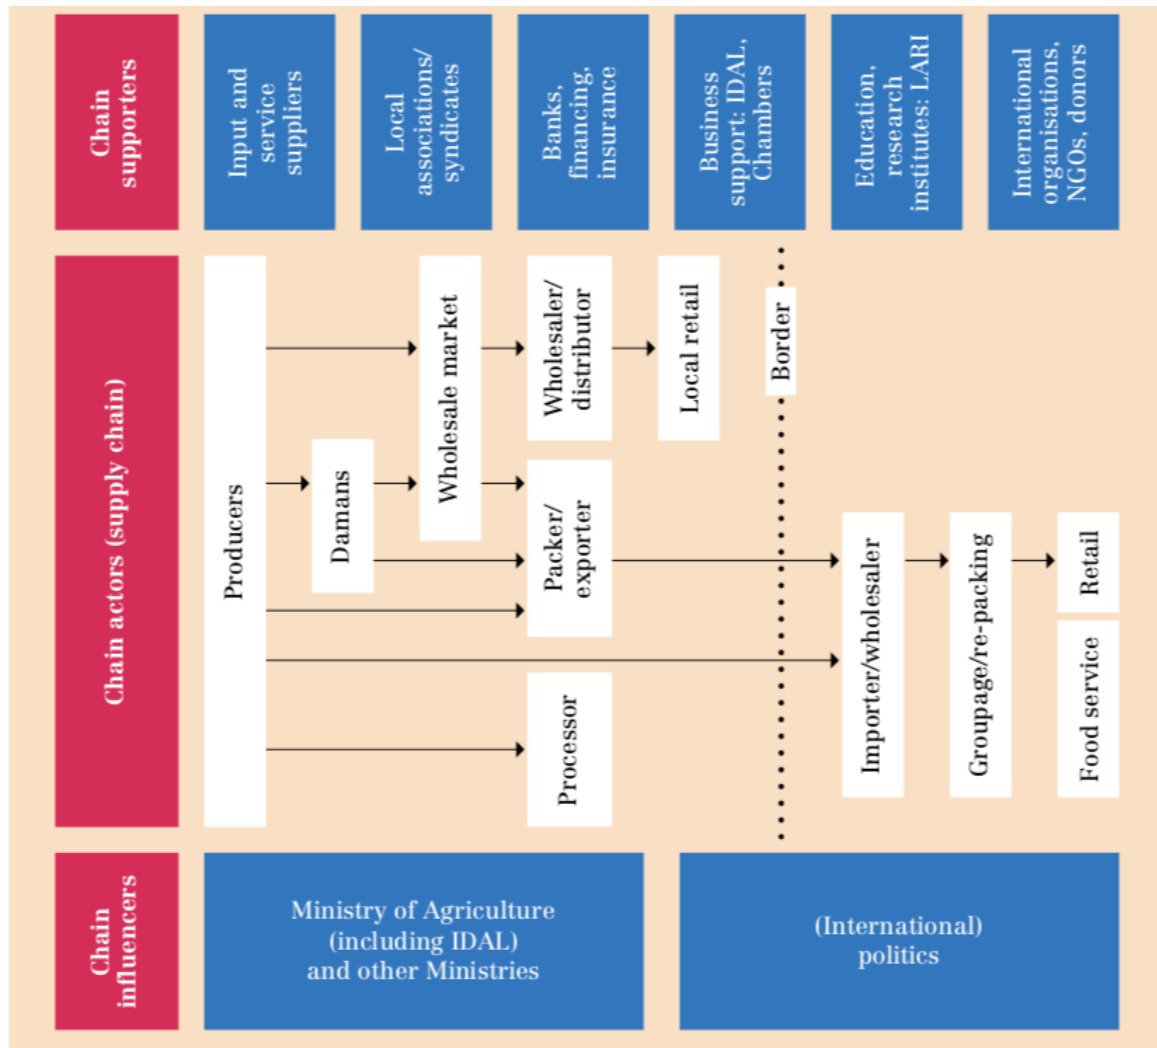 Chain
supporters
Input and
service
suppliers
Local
associations/
syndicates
Banks,
financing,
insurance
Business
support: IDAL,
Chambers
Education,
research
institutes: LARI
International
organisations,
NGOs, donors
Chain actors (supply chain)
Producers
Damans
Wholesale market
Wholesaler/
distributor
Packer/
exporter
Processor
Local retail
Border
Importer/wholesaler
Groupage/re-packing
Retail
Food service
Chain
influencers
Ministry of Agriculture
(including IDAL)
and other Ministries
(International)
politics